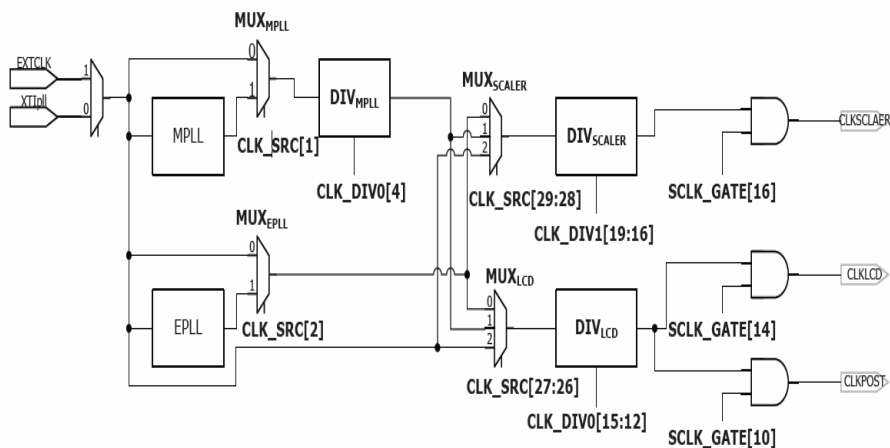 MUXMPLL
EXTCLK
1
0
XTIpll
0
1
DIVMPLL
MPLL
CLK_SRC[1]
CLK_DIV0[4]
MUXSCALER
0
1
2
DIVSCALER
CLK_SRC[29:28]
CLK_DIV1[19:16]
SCLK_GATE[16]
CLKSCLAER
MUXEPLL
0
1
EPLL
CLK_SRC[2]
MUXLCD
0
1
2
DIVLCD
CLK_SRC[27:26]
CLK_DIV0[15:12]
SCLK_GATE[14]
CLKLCD
SCLK_GATE[10]
CLKPOST